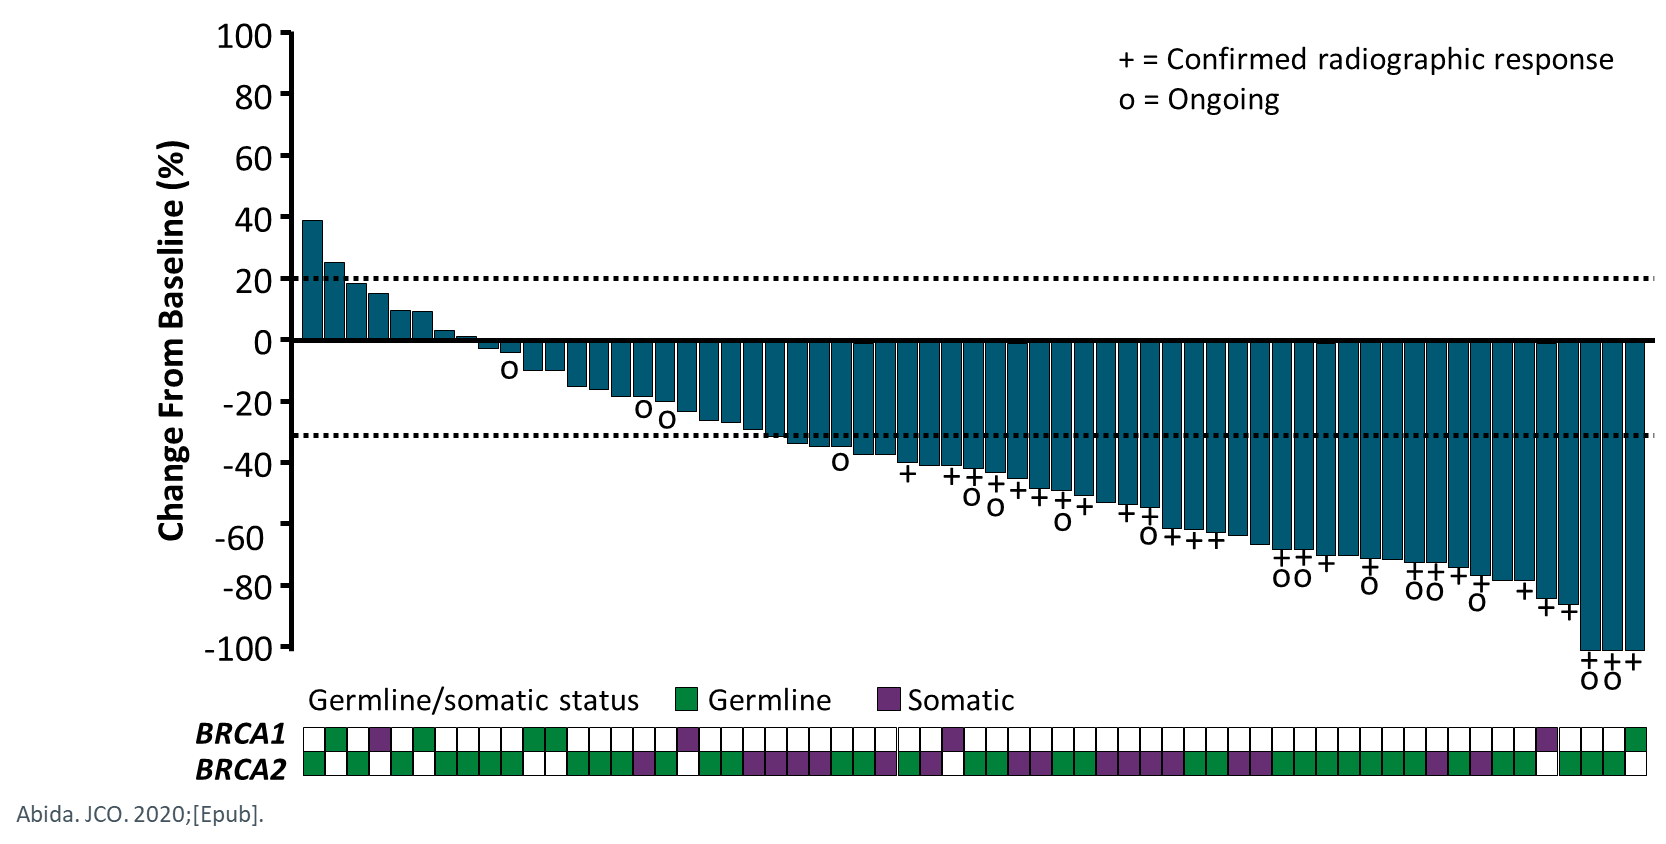 100
80
60
40
20
0
-20
-40
-60
-80
-100
Change From Baseline (%)
+ = Confirmed radiographic response
o = Ongoing
o
o
o
o
+
+
+
o
+
o
+
+
+
o
+
+
+
o
+
+
+
+
o
+
o
+
+
o
+
o
+
o
+
+
o
+
+
+
+
o
+
o
+
Germline/somatic status Germline Somatic
BRCA1
BRCA2
Abida. JCO. 2020;[Epub].